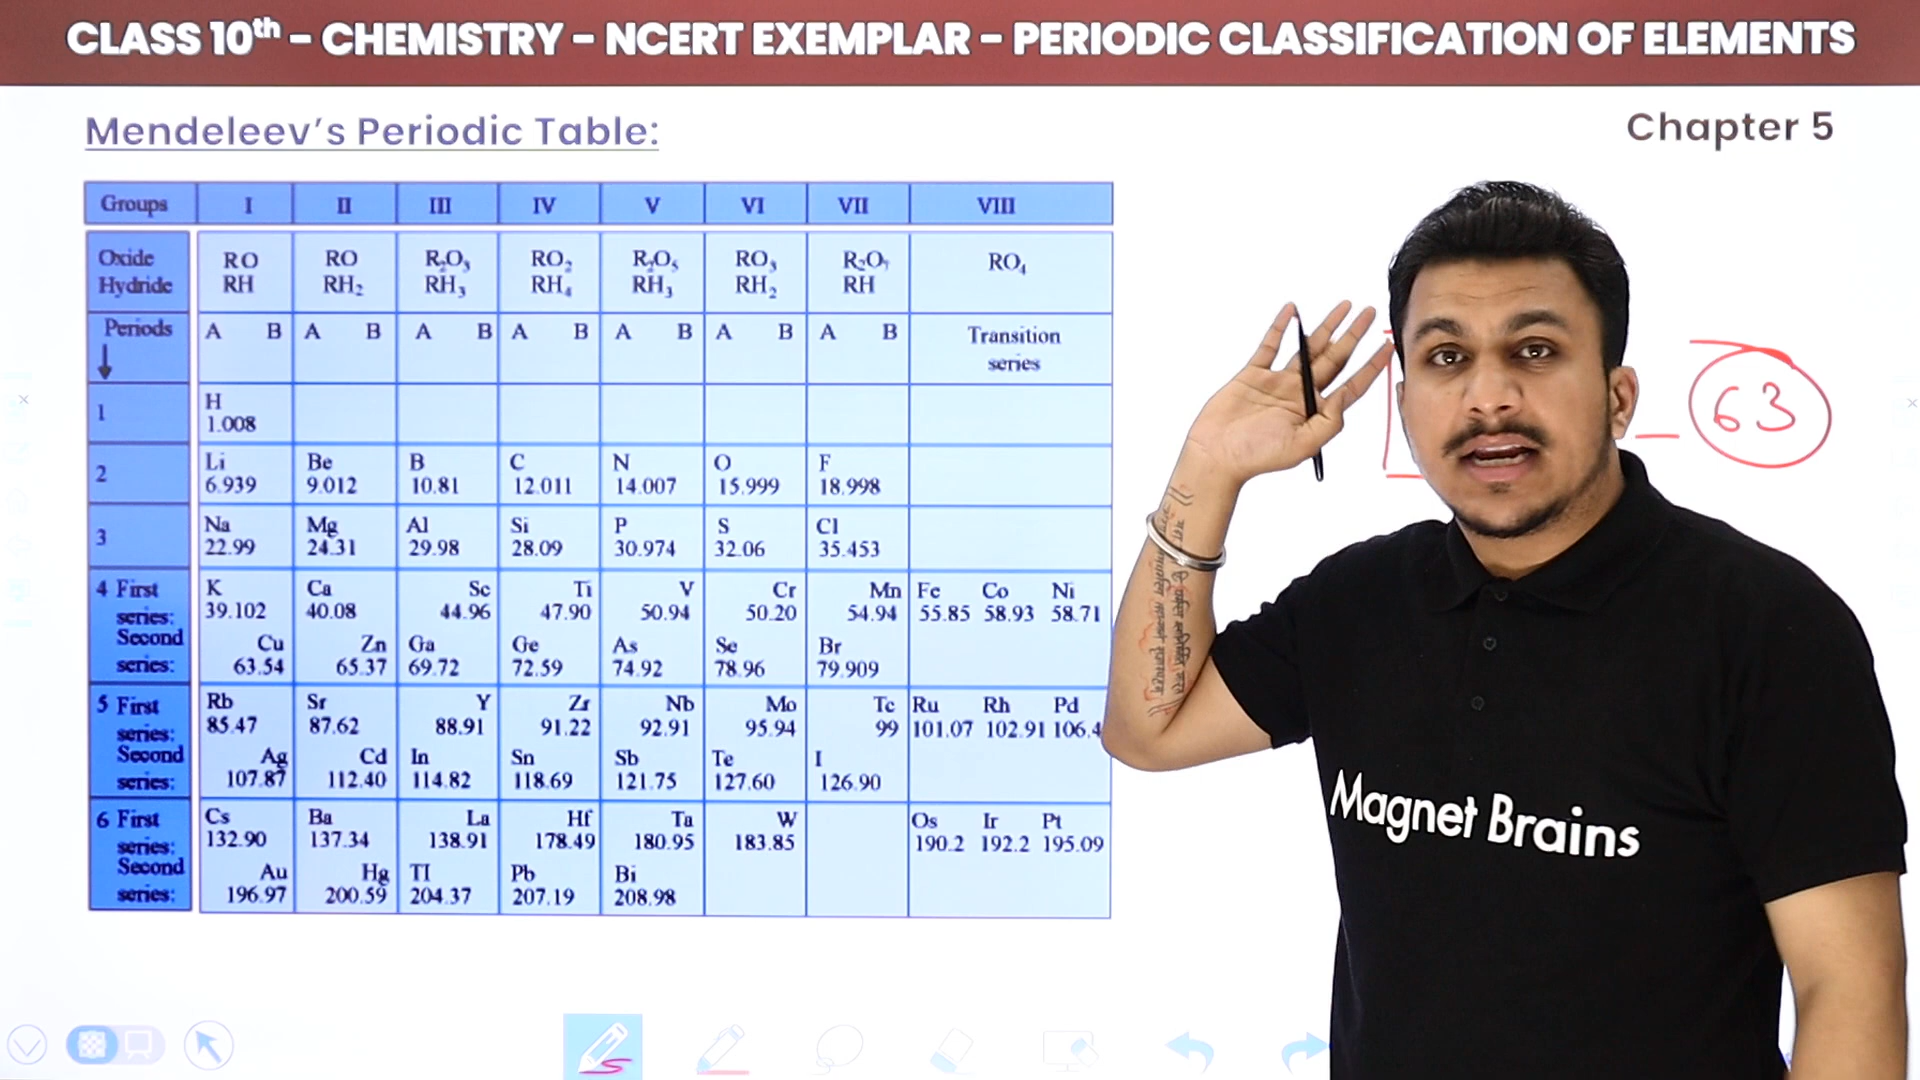 CLASS 10th – CHEMISTRY – NCERT EXEMPLAR – PERIODIC CLASSIFICATION OF ELEMENTS
Mendeleev's Periodic Table:
Chapter 5
Groups I II III IV V VI VII VIII
Oxide RO RO R₂O₃ RO₂ R₂O₅ RO₃ R₂O₇ RO₄
Hydride RH RH₂ RH₃ RH₄ RH₃ RH₂ RH
Periods A B A B A B A B A B A B A B Transition
↓ series
1 H
1.008
2 Li Be B C N O F
6.939 9.012 10.81 12.011 14.007 15.999 18.998
3 Na Mg Al Si P S Cl
22.99 24.31 29.98 28.09 30.974 32.06 35.453
4 First K Ca Sc Ti V Cr Mn Fe Co Ni
series: 39.102 40.08 44.96 47.90 50.94 50.20 54.94 55.85 58.93 58.71
Second Cu Zn Ga Ge As Se Br
series: 63.54 65.37 69.72 72.59 74.92 78.96 79.909
5 First Rb Sr Y Zr Nb Mo Tc Ru Rh Pd
series: 85.47 87.62 88.91 91.22 92.91 95.94 99 101.07 102.91 106.4
Second Ag Cd In Sn Sb Te I
series: 107.87 112.40 114.82 118.69 121.75 127.60 126.90
6 First Cs Ba La Hf Ta W Os Ir Pt
series: 132.90 137.34 138.91 178.49 180.95 183.85 190.2 192.2 195.09
Second Au Hg TI Pb Bi
series: 196.97 200.59 204.37 207.19 208.98
63
Magnet Brains